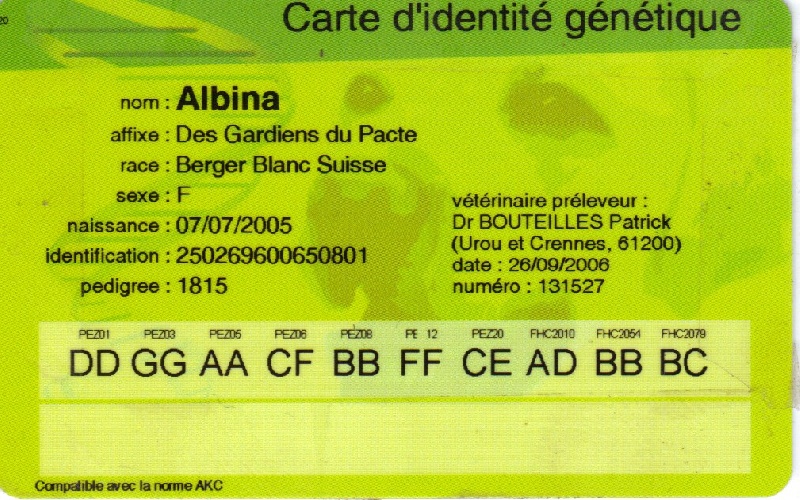 20
Carte d'identité génétique
nom : Albina
affixe : Des Gardiens du Pacte
race : Berger Blanc Suisse
sexe : F
naissance : 07/07/2005
identification : 250269600650801
pedigree : 1815
vétérinaire préleveur :
Dr BOUTEILLES Patrick
(Urou et Crennes, 61200)
date : 26/09/2006
numéro : 131527
PEZ01 PEZ03 PEZ05 PEZ06 PEZ08 PE 12 PEZ20 FHC2010 FHC2054 FHC2079
DD GG AA CF BB FF CE AD BB BC
Compatible avec la norme AKC